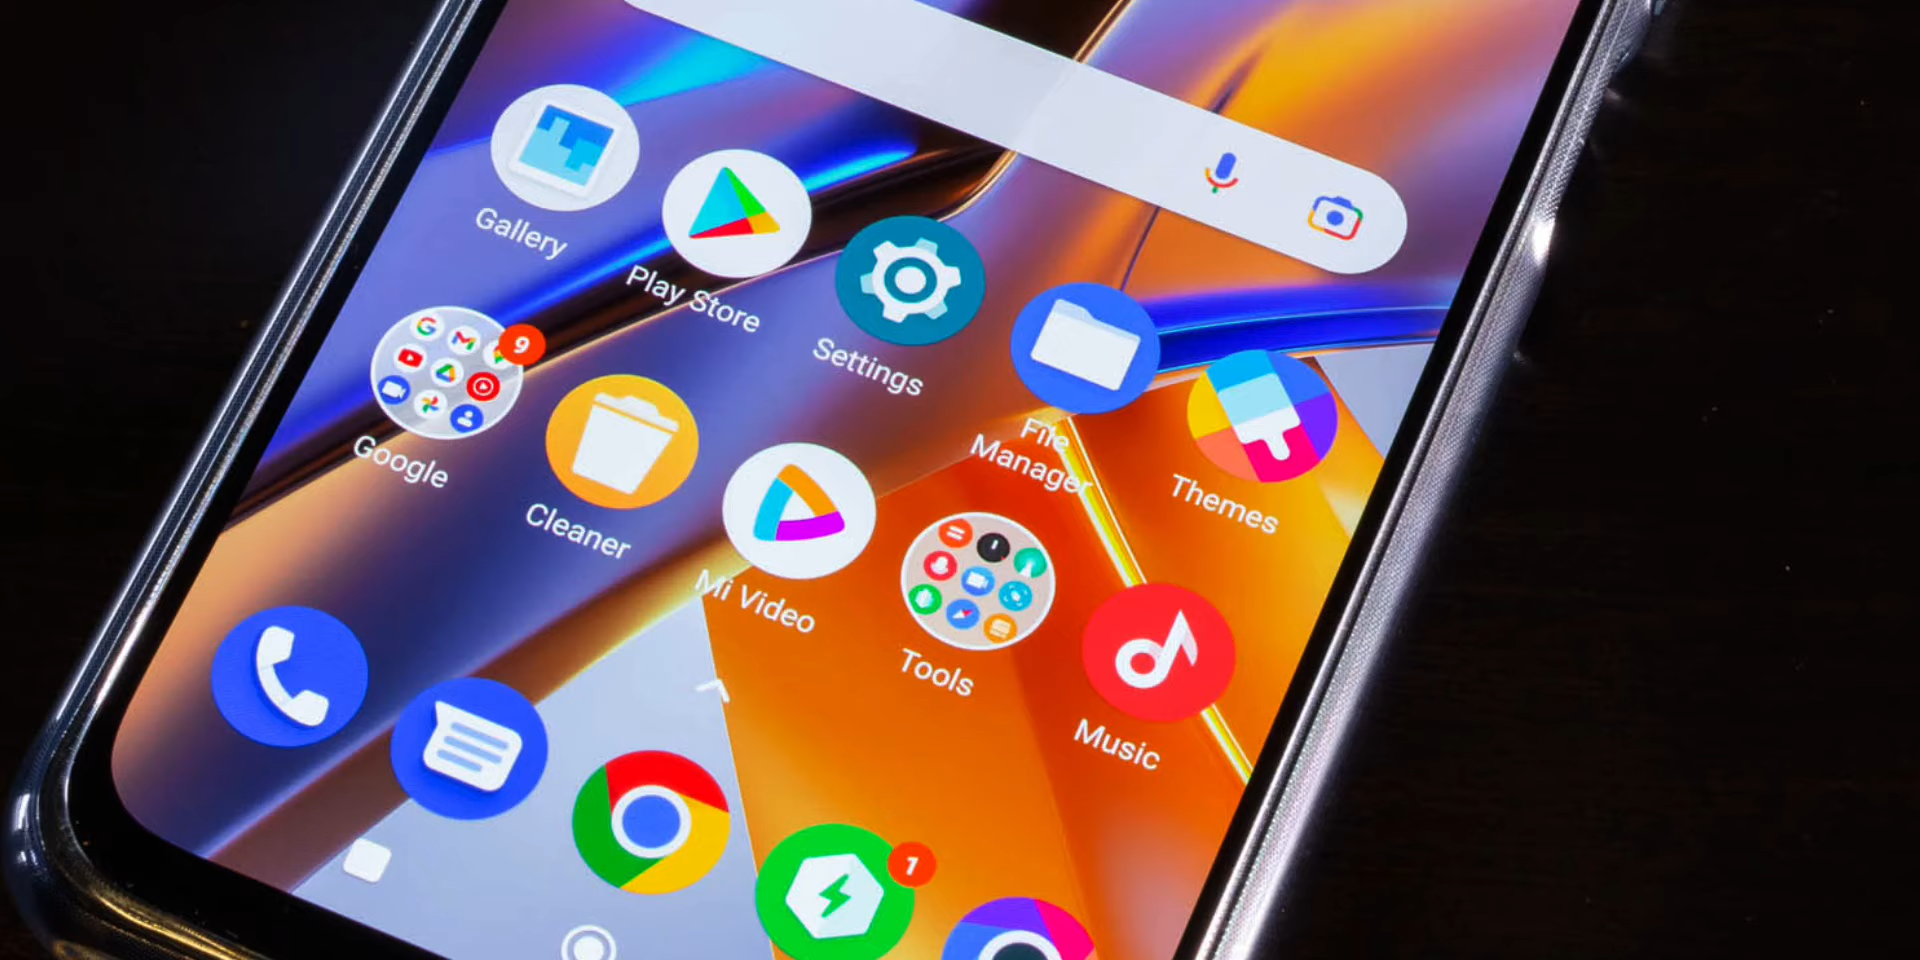 Gallery
Play Store
Settings
File
Manager
Themes
9
Google
Cleaner
Mi Video
Tools
Music
1